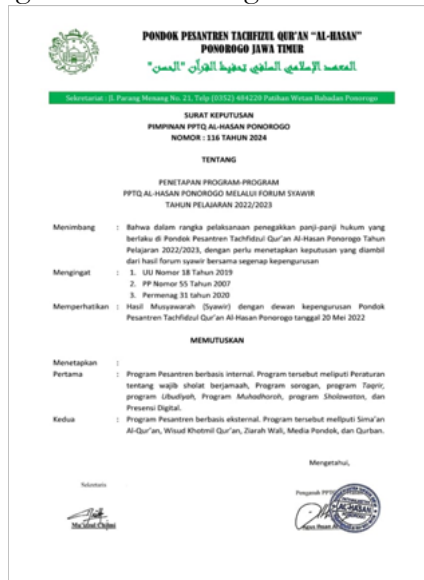 PONDOK PESANTREN TACHFIZUL QUR'AN "AL-HASAN"
PONOROGO JAWA TIMUR
المعهد الإسلامي السلفي تحفيظ القرآن "الحسن"
Sekretariat : Jl. Parang Menang No. 21, Telp (0352) 484220 Patihan Wetan Babadan Ponorogo
SURAT KEPUTUSAN
PIMPINAN PPTQ AL-HASAN PONOROGO
NOMOR : 116 TAHUN 2024
TENTANG
PENETAPAN PROGRAM-PROGRAM
PPTQ AL-HASAN PONOROGO MELALUI FORUM SYAWIR
TAHUN PELAJARAN 2022/2023
Menimbang : Bahwa dalam rangka pelaksanaan penegakkan panji-panji hukum yang
berlaku di Pondok Pesantren Tachfidzul Qur'an Al-Hasan Ponorogo Tahun
Pelajaran 2022/2023, dengan perlu menetapkan keputusan yang diambil
dari hasil forum syawir bersama segenap kepengurusan
Mengingat : 1. UU Nomor 18 Tahun 2019
2. PP Nomor 55 Tahun 2007
3. Permenag 31 tahun 2020
Memperhatikan : Hasil Musyawarah (Syawir) dengan dewan kepengurusan Pondok
Pesantren Tachfidzul Qur'an Al-Hasan Ponorogo tanggal 20 Mei 2022
MEMUTUSKAN
Menetapkan :
Pertama : Program Pesantren berbasis internal. Program tersebut meliputi Peraturan
tentang wajib sholat berjamaah, Program sorogan, program Taqrir,
program Ubudiyah, Program Muhadharah, program Sholawatan, dan
Presensi Digital.
Kedua : Program Pesantren berbasis eksternal. Program tersebut meliputi Sima'an
Al-Qur'an, Wisud Khotmil Qur'an, Ziarah Wali, Media Pondok, dan Qurban.
Mengetahui,
Sekretaris
Pengasuh PPTQ
AL-HASAN